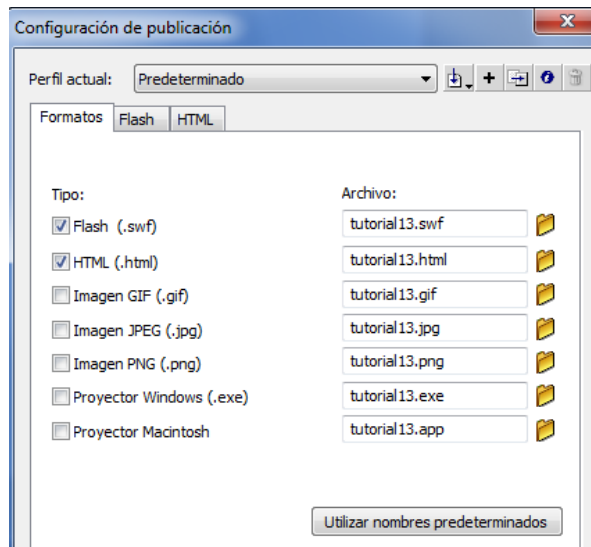 Configuración de publicación
Perfil actual: Predeterminado
Formatos Flash HTML
Tipo: Archivo:
Flash (.swf) tutorial13.swf
HTML (.html) tutorial13.html
Imagen GIF (.gif) tutorial13.gif
Imagen JPEG (.jpg) tutorial13.jpg
Imagen PNG (.png) tutorial13.png
Proyector Windows (.exe) tutorial13.exe
Proyector Macintosh tutorial13.app
Utilizar nombres predeterminados